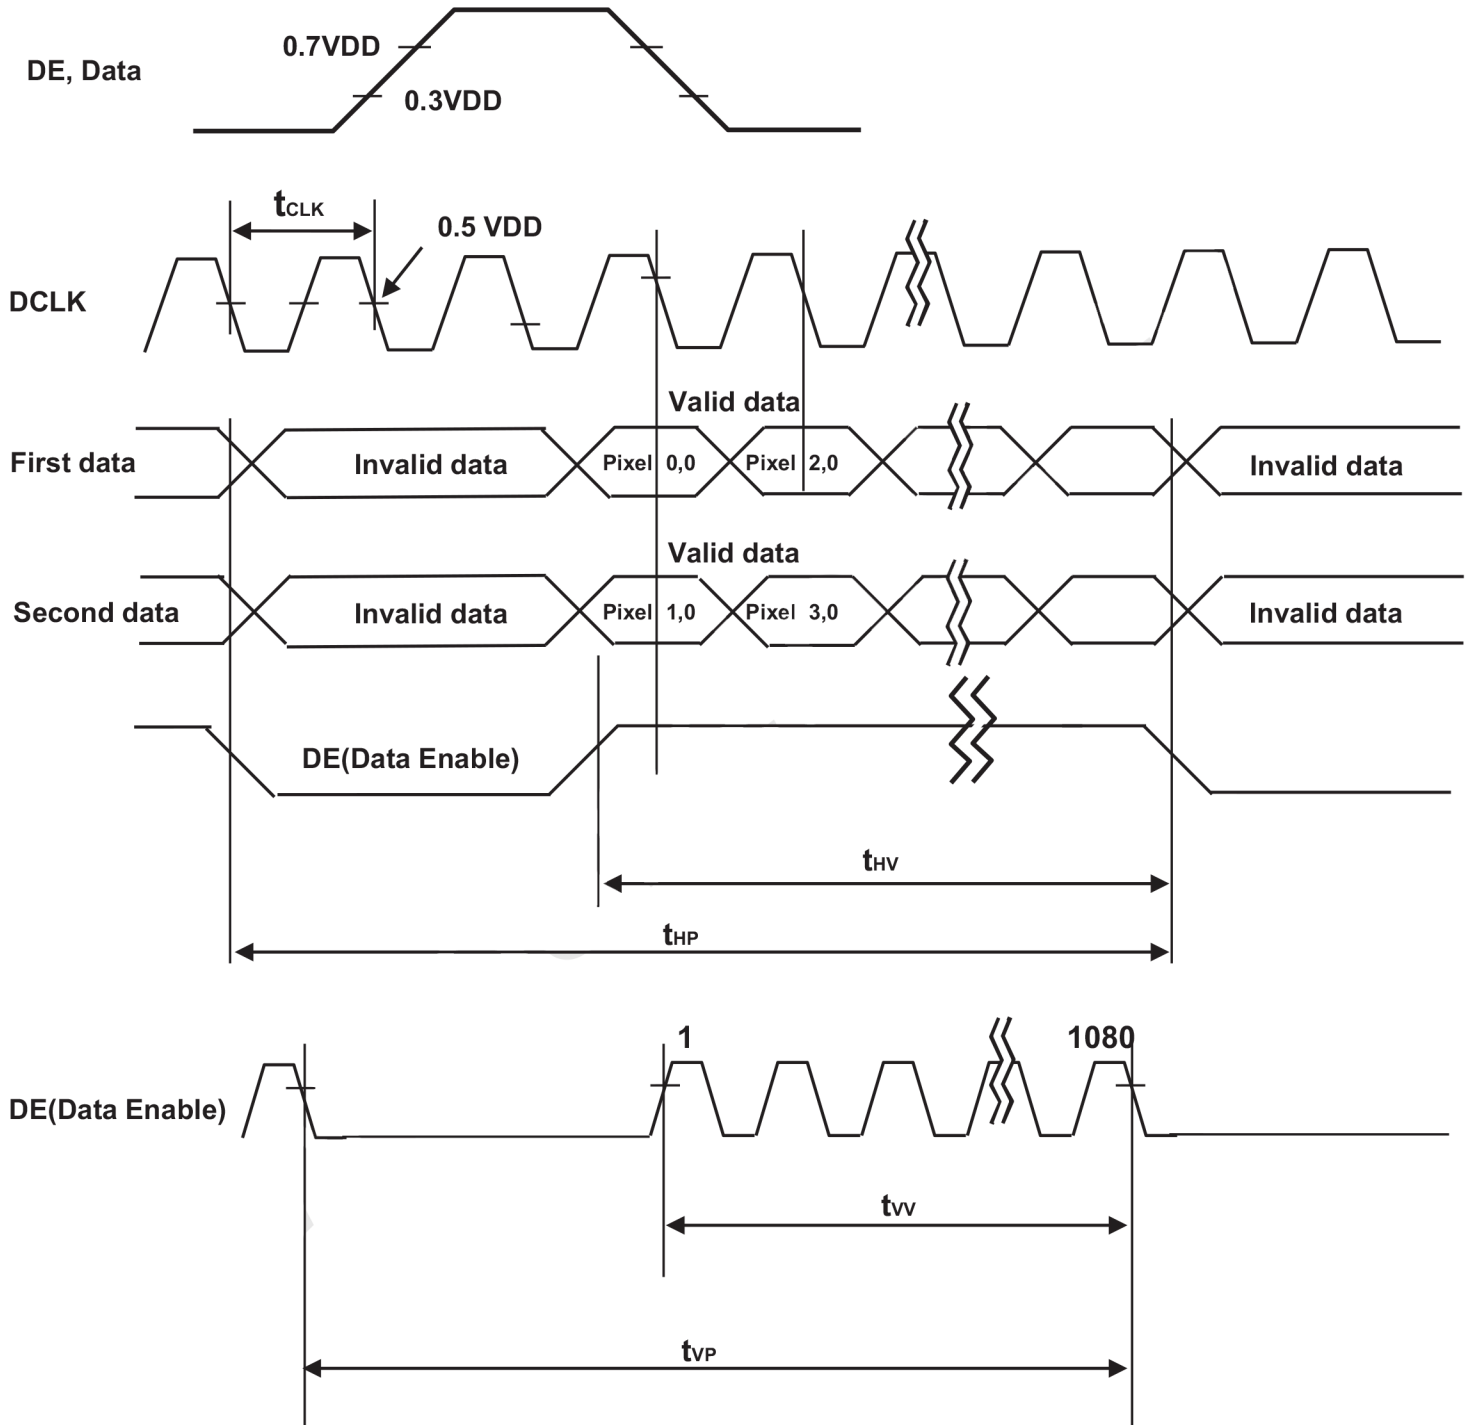 0.7VDD
DE, Data
0.3VDD
tCLK
0.5 VDD
DCLK
Valid data
First data
Invalid data
Pixel 0,0
Pixel 2,0
Invalid data
Valid data
Second data
Invalid data
Pixel 1,0
Pixel 3,0
Invalid data
DE(Data Enable)
tHV
tHP
1
1080
DE(Data Enable)
tVV
tVP